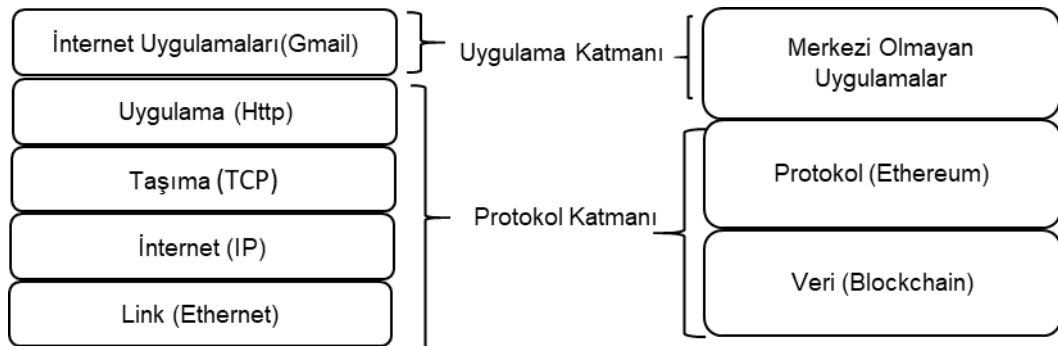 İnternet Uygulamaları(Gmail)
Uygulama (Http)
Taşıma (TCP)
İnternet (IP)
Link (Ethernet)
Uygulama Katmanı
Protokol Katmanı
Merkezi Olmayan
Uygulamalar
Protokol (Ethereum)
Veri (Blockchain)